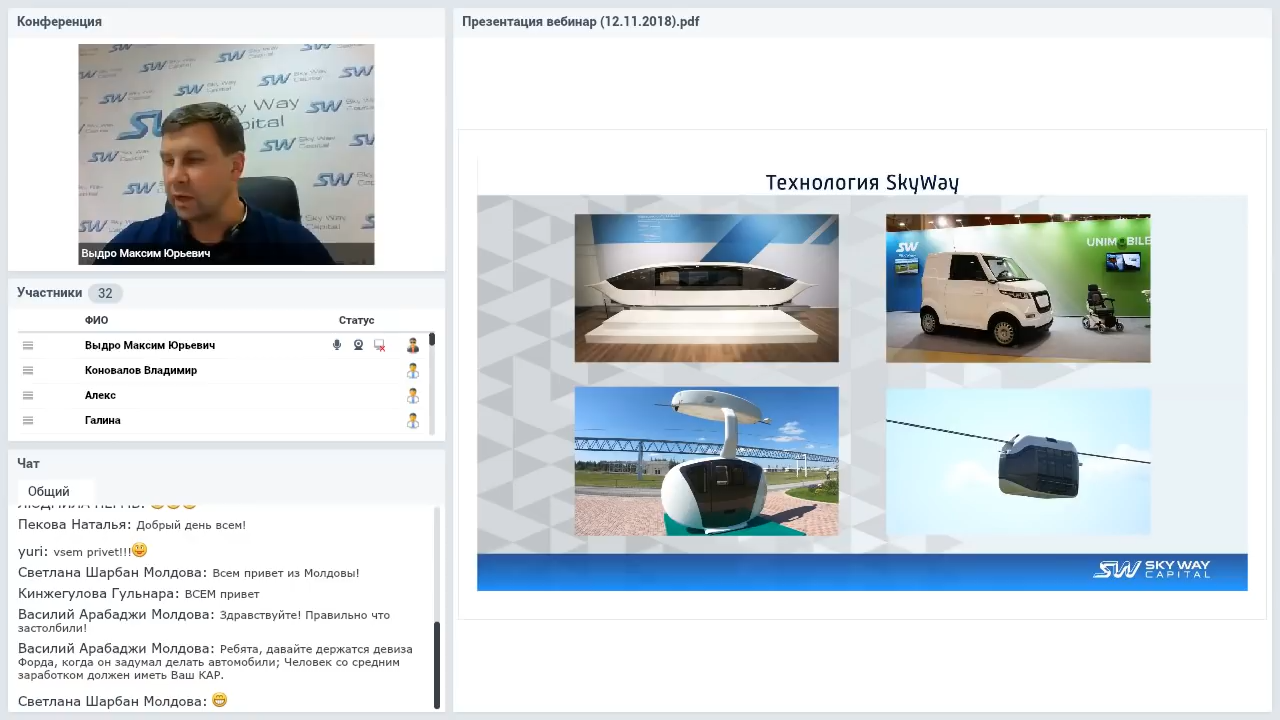 Конференция
Sky Way
Capital
Выдро Максим Юрьевич
Участники 32
ФИО Статус
Выдро Максим Юрьевич
Коновалов Владимир
Алекс
Галина
Чат
Общий
Пекова Наталья: Добрый день всем!
yuri: vsem privet!!!
Светлана Шарбан Молдова: Всем привет из Молдовы!
Кинжегулова Гульнара: ВСЕМ привет
Василий Арабаджи Молдова: Здравствуйте! Правильно что
застолбили!
Василий Арабаджи Молдова: Ребята, давайте держатся девиза
Форда, когда он задумал делать автомобили; Человек со средним
заработком должен иметь Ваш КАР.
Светлана Шарбан Молдова:
Презентация вебинар (12.11.2018).pdf
Технология SkyWay
SW
UNIMOBILE
SW SKY WAY
CAPITAL